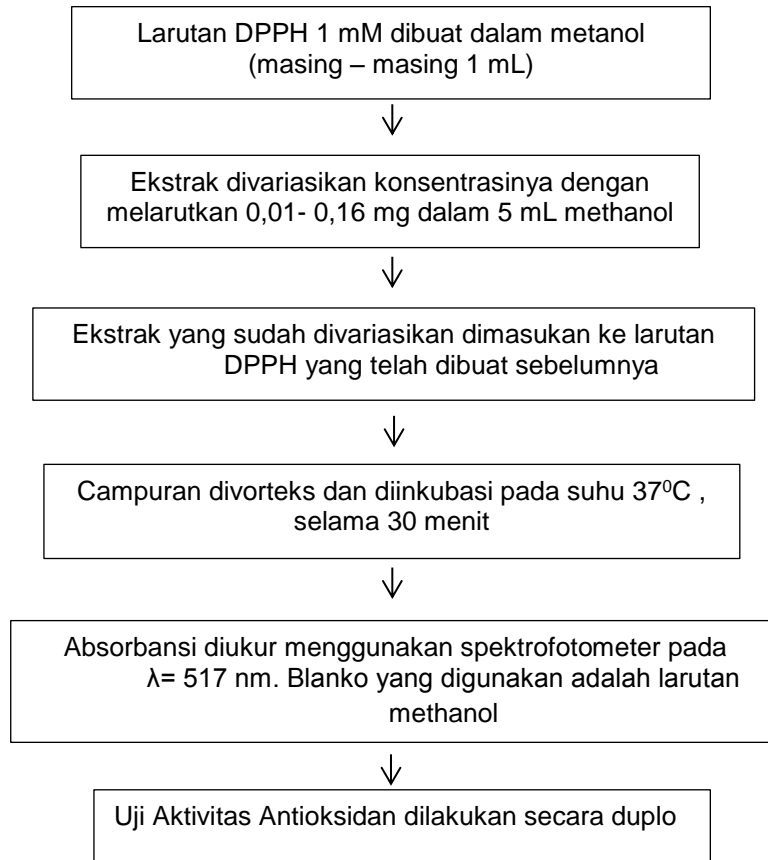 Larutan DPPH 1 mM dibuat dalam metanol
(masing – masing 1 mL)
Ekstrak divariasikan konsentrasinya dengan
melarutkan 0,01- 0,16 mg dalam 5 mL methanol
Ekstrak yang sudah divariasikan dimasukan ke larutan
DPPH yang telah dibuat sebelumnya
Campuran divorteks dan diinkubasi pada suhu 37⁰C ,
selama 30 menit
Absorbansi diukur menggunakan spektrofotometer pada
λ= 517 nm. Blanko yang digunakan adalah larutan
methanol
Uji Aktivitas Antioksidan dilakukan secara duplo